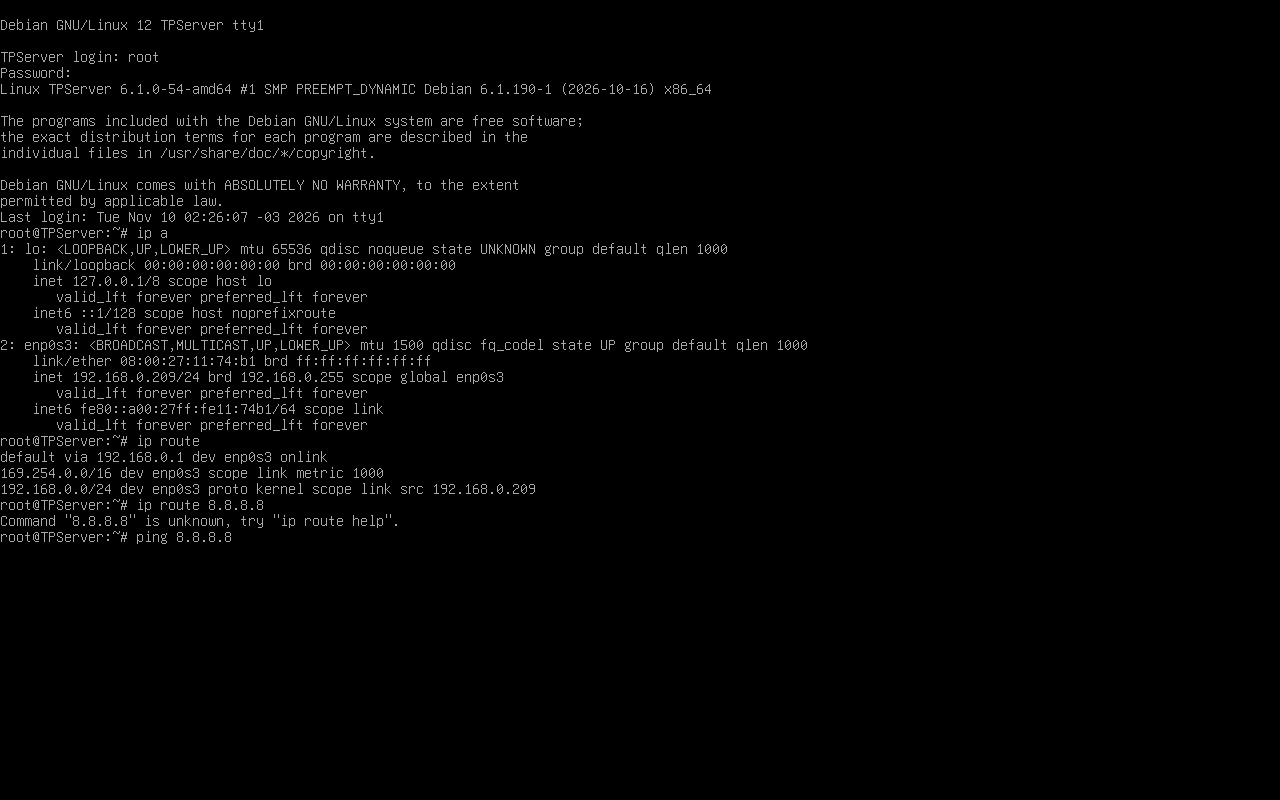 Debian GNU/Linux 12 TPServer tty1
TPServer login: root
Password:
Linux TPServer 6.1.0-54-amd64 #1 SMP PREEMPT_DYNAMIC Debian 6.1.190-1 (2026-10-16) x86_64
The programs included with the Debian GNU/Linux system are free software;
the exact distribution terms for each program are described in the
individual files in /usr/share/doc/*/copyright.
Debian GNU/Linux comes with ABSOLUTELY NO WARRANTY, to the extent
permitted by applicable law.
Last login: Tue Nov 10 02:26:07 -03 2026 on tty1
root@TPServer:~# ip a
1: lo: <LOOPBACK,UP,LOWER_UP> mtu 65536 qdisc noqueue state UNKNOWN group default qlen 1000
    link/loopback 00:00:00:00:00:00 brd 00:00:00:00:00:00
    inet 127.0.0.1/8 scope host lo
       valid_lft forever preferred_lft forever
    inet6 ::1/128 scope host noprefixroute
       valid_lft forever preferred_lft forever
2: enp0s3: <BROADCAST,MULTICAST,UP,LOWER_UP> mtu 1500 qdisc fq_codel state UP group default qlen 1000
    link/ether 08:00:27:11:74:b1 brd ff:ff:ff:ff:ff:ff
    inet 192.168.0.209/24 brd 192.168.0.255 scope global enp0s3
       valid_lft forever preferred_lft forever
    inet6 fe80::a00:27ff:fe11:74b1/64 scope link
       valid_lft forever preferred_lft forever
root@TPServer:~# ip route
default via 192.168.0.1 dev enp0s3 onlink
169.254.0.0/16 dev enp0s3 scope link metric 1000
192.168.0.0/24 dev enp0s3 proto kernel scope link src 192.168.0.209
root@TPServer:~# ip route 8.8.8.8
Command "8.8.8.8" is unknown, try "ip route help".
root@TPServer:~# ping 8.8.8.8